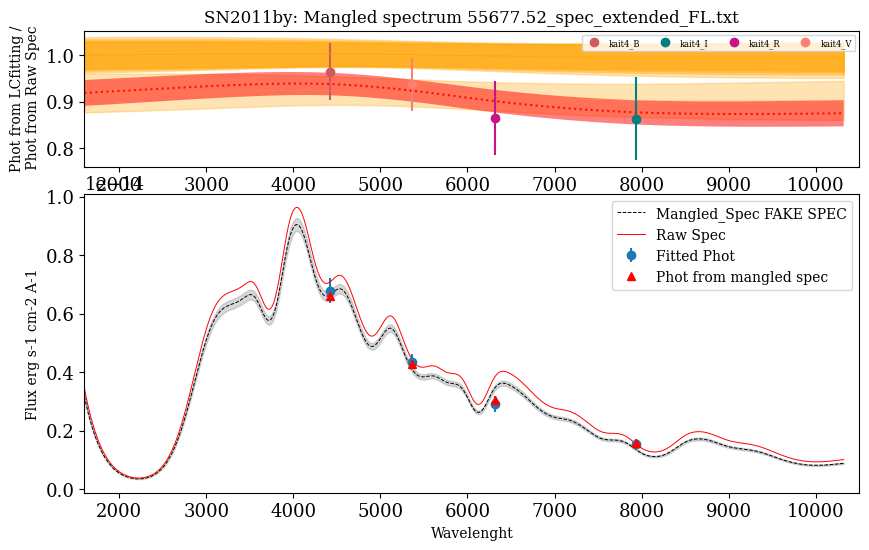 SN2011by: Mangled spectrum 55677.52_spec_extended_FL.txt
Phot from LCfitting /
Phot from Raw Spec
1.0
0.9
0.8
kait4_B kait4_I kait4_R kait4_V
2000 3000 4000 5000 6000 7000 8000 9000 10000
1e−14
Flux erg s-1 cm-2 A-1
1.0
0.8
0.6
0.4
0.2
0.0
Mangled_Spec FAKE SPEC
Raw Spec
Fitted Phot
Phot from mangled spec
2000 3000 4000 5000 6000 7000 8000 9000 10000
Wavelenght